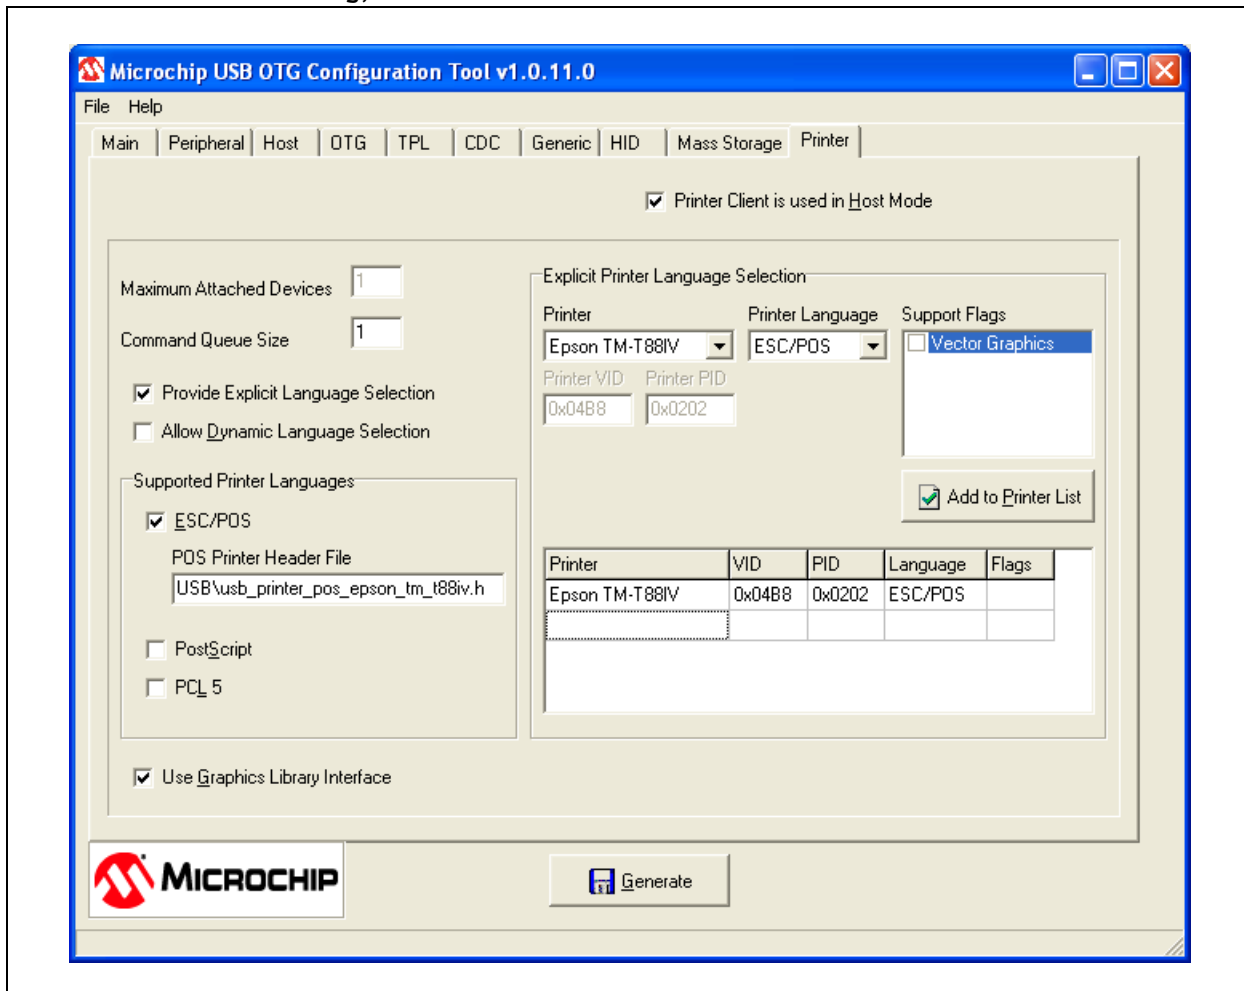 Microchip USB OTG Configuration Tool v1.0.11.0
File Help
Main Peripheral Host OTG TPL CDC Generic HID Mass Storage Printer
Printer Client is used in Host Mode
Maximum Attached Devices 1
Command Queue Size 1
Provide Explicit Language Selection
Allow Dynamic Language Selection
Supported Printer Languages
ESC/POS
POS Printer Header File
USB\usb_printer_pos_epson_tm_t88iv.h
PostScript
PCL 5
Use Graphics Library Interface
Explicit Printer Language Selection
Printer Printer Language Support Flags
Epson TM-T88IV ESC/POS Vector Graphics
Printer VID Printer PID
0x04B8 0x0202
Add to Printer List
Printer VID PID Language Flags
Epson TM-T88IV 0x04B8 0x0202 ESC/POS
MICROCHIP
Generate